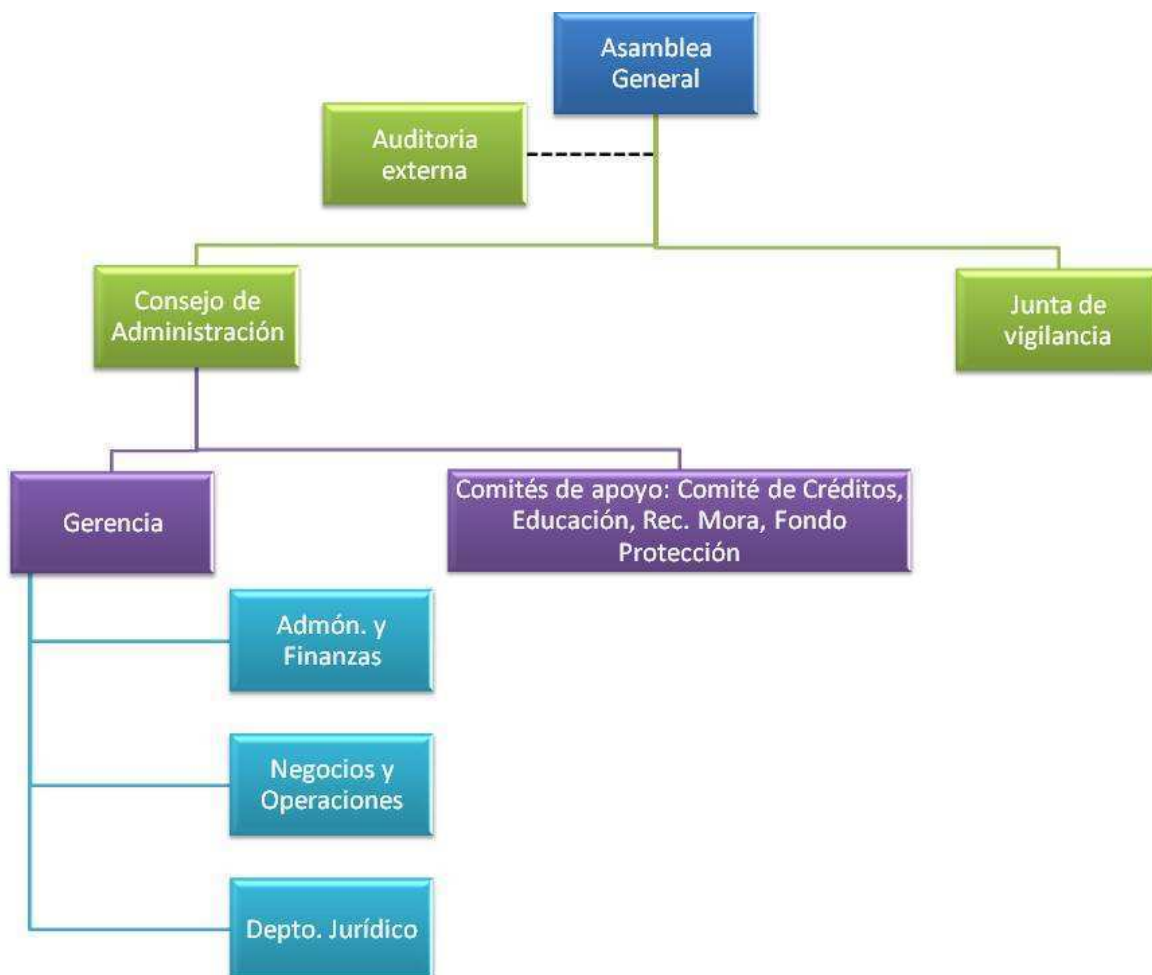 Asamblea
General
Auditoria
externa
Consejo de
Administración
Junta de
vigilancia
Gerencia
Comités de apoyo: Comité de Créditos,
Educación, Rec. Mora, Fondo
Protección
Admón. y
Finanzas
Negocios y
Operaciones
Depto. Jurídico